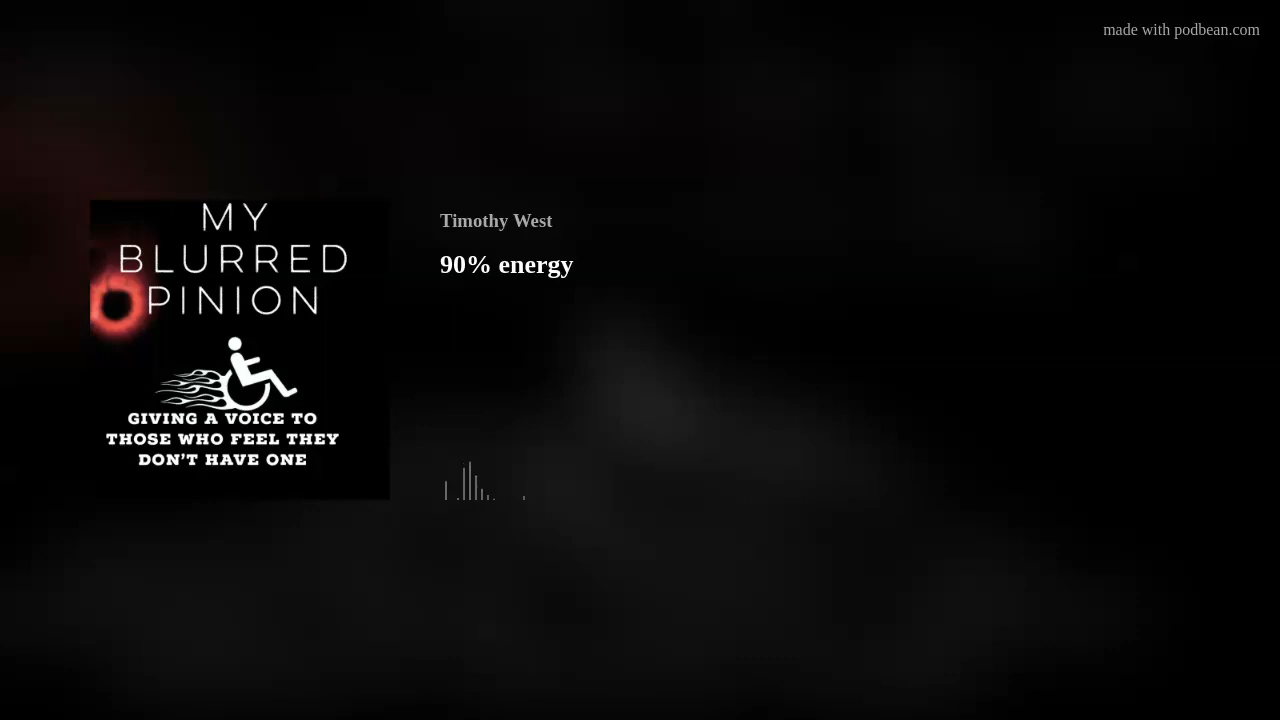 made with podbean.com
MY
BLURRED
OPINION
GIVING A VOICE TO
THOSE WHO FEEL THEY
DON'T HAVE ONE
Timothy West
90% energy